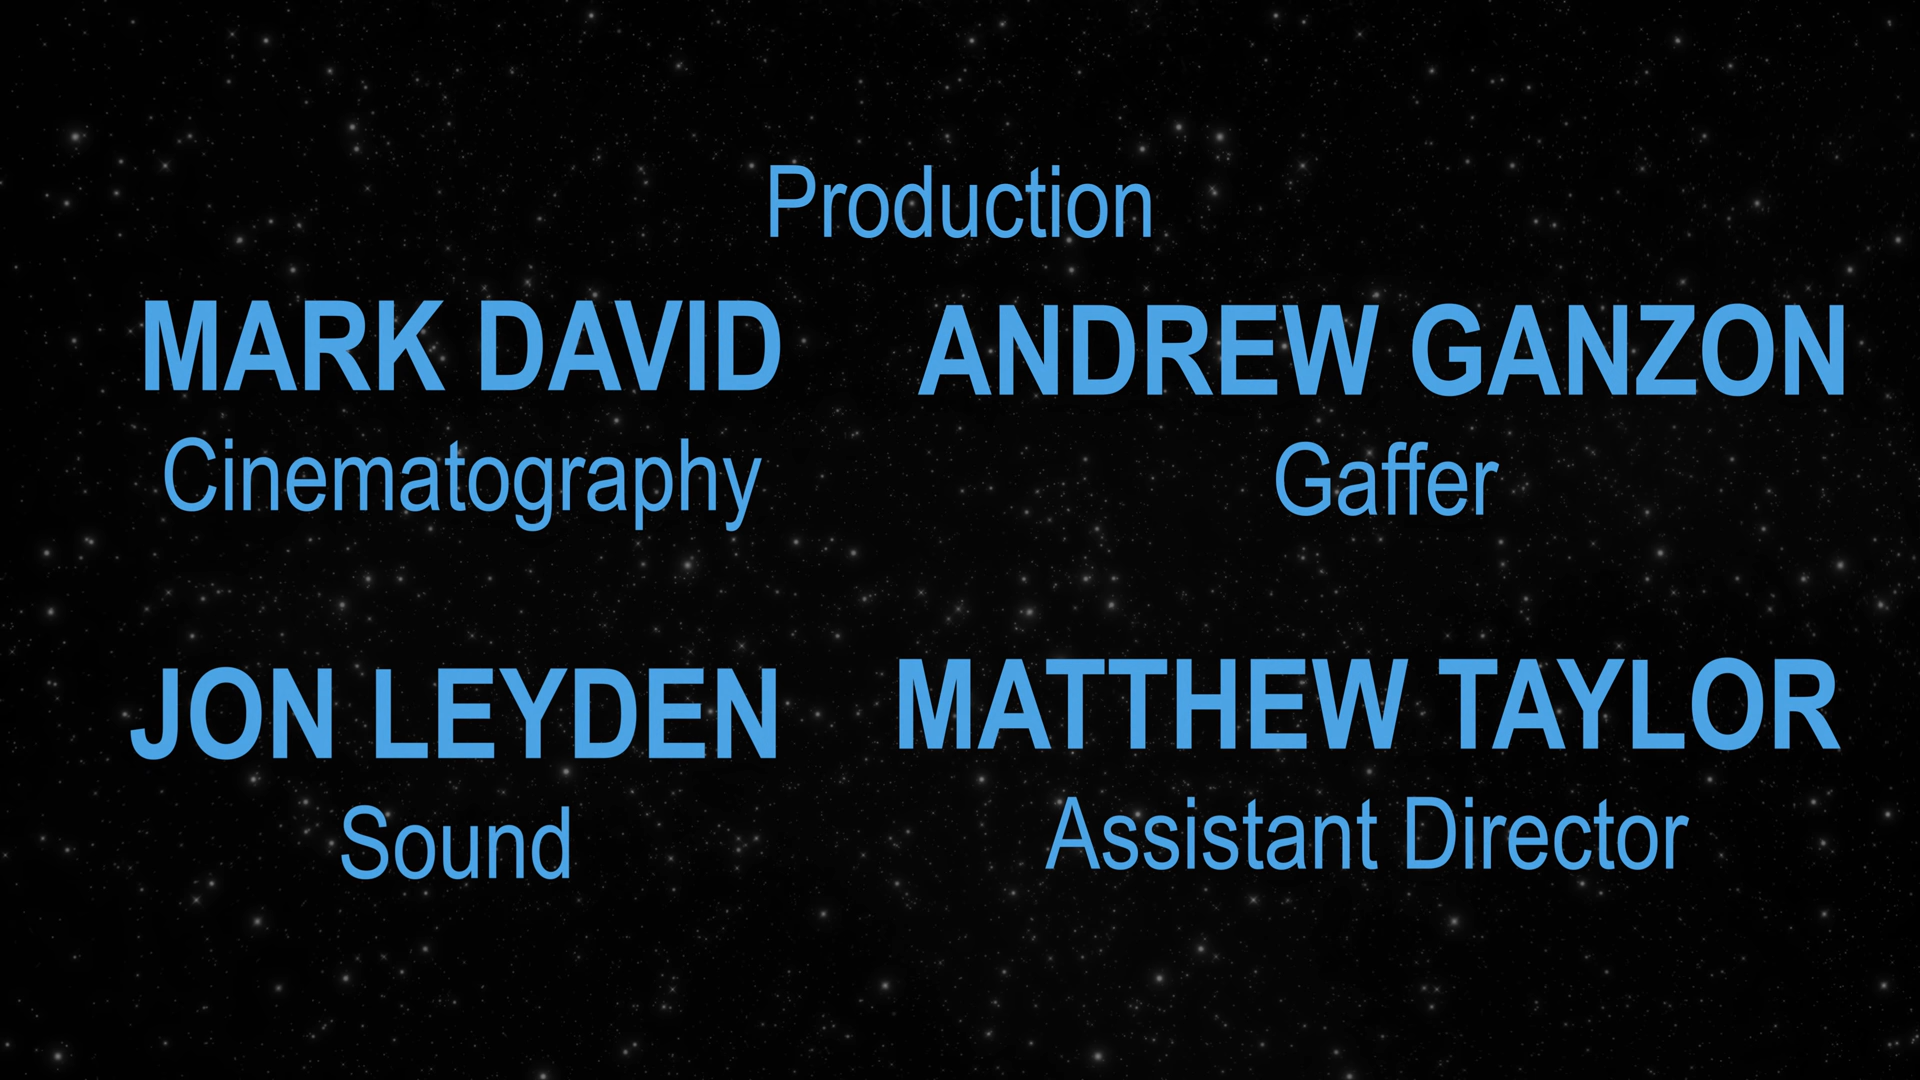 Production
MARK DAVID
Cinematography
ANDREW GANZON
Gaffer
JON LEYDEN
Sound
MATTHEW TAYLOR
Assistant Director